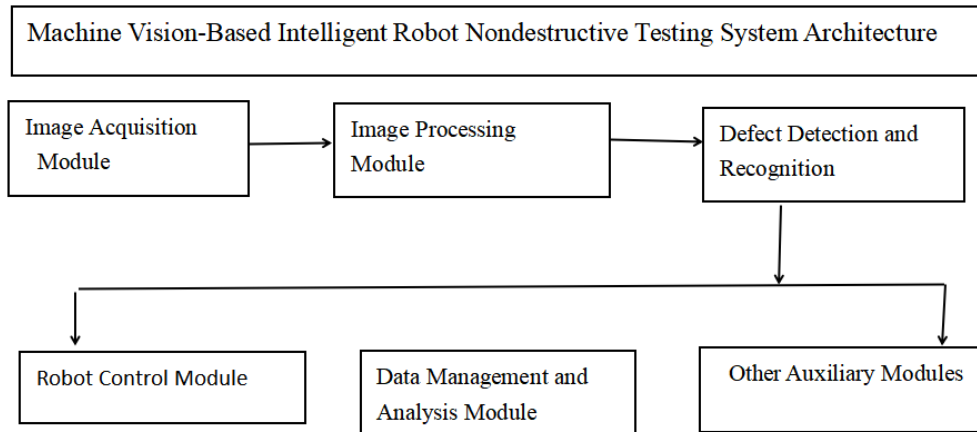 Machine Vision-Based Intelligent Robot Nondestructive Testing System Architecture
Image Acquisition
Module
Image Processing
Module
Defect Detection and
Recognition
Robot Control Module
Data Management and
Analysis Module
Other Auxiliary Modules